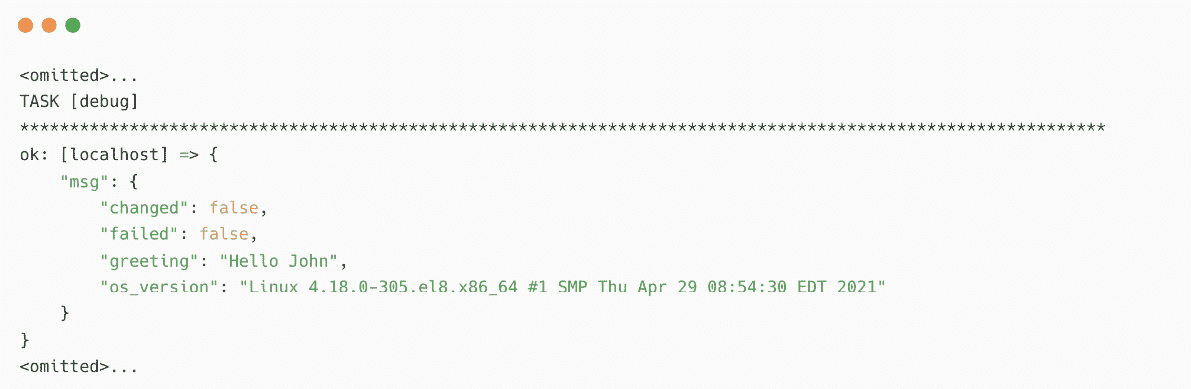 <omitted>...
TASK [debug]
*************************************************************************************************************
ok: [localhost] => {
    "msg": {
        "changed": false,
        "failed": false,
        "greeting": "Hello John",
        "os_version": "Linux 4.18.0-305.el8.x86_64 #1 SMP Thu Apr 29 08:54:30 EDT 2021"
    }
}
<omitted>...